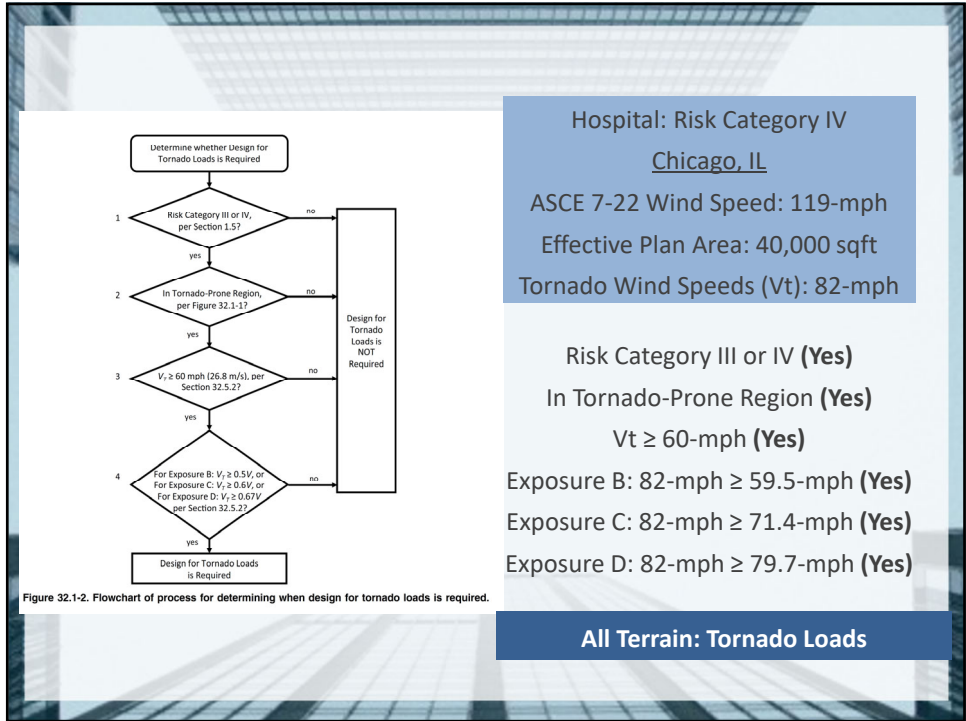 Determine whether Design for
Tornado Loads is Required
1
Risk Category III or IV,
per Section 1.5?
no
yes
2
In Tornado-Prone Region,
per Figure 32.1-1?
no
yes
3
V_T ≥ 60 mph (26.8 m/s), per
Section 32.5.2?
no
yes
4
For Exposure B: V_T ≥ 0.5V, or
For Exposure C: V_T ≥ 0.6V, or
For Exposure D: V_T ≥ 0.67V
per Section 32.5.2?
no
yes
Design for
Tornado
Loads is
NOT
Required
Design for Tornado Loads
is Required
Figure 32.1-2. Flowchart of process for determining when design for tornado loads is required.
Hospital: Risk Category IV
Chicago, IL
ASCE 7-22 Wind Speed: 119-mph
Effective Plan Area: 40,000 sqft
Tornado Wind Speeds (Vt): 82-mph
Risk Category III or IV (Yes)
In Tornado-Prone Region (Yes)
Vt ≥ 60-mph (Yes)
Exposure B: 82-mph ≥ 59.5-mph (Yes)
Exposure C: 82-mph ≥ 71.4-mph (Yes)
Exposure D: 82-mph ≥ 79.7-mph (Yes)
All Terrain: Tornado Loads